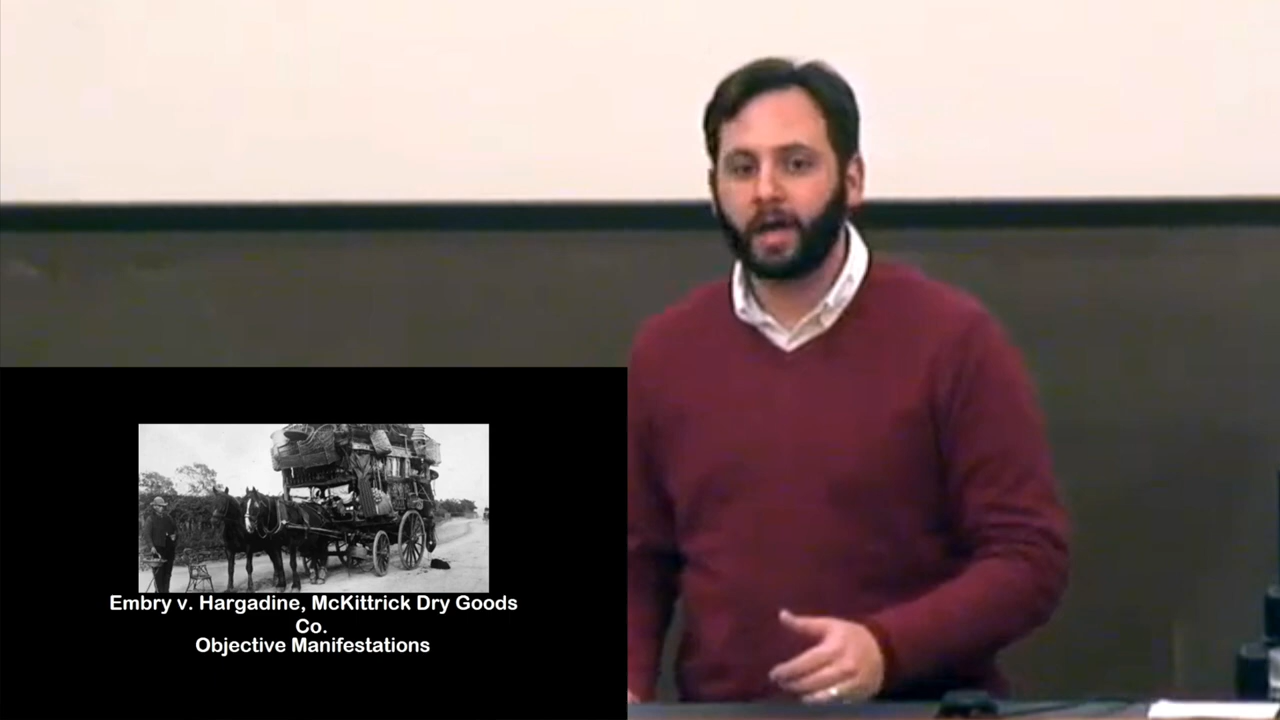 Embry v. Hargadine, McKittrick Dry Goods
Co.
Objective Manifestations